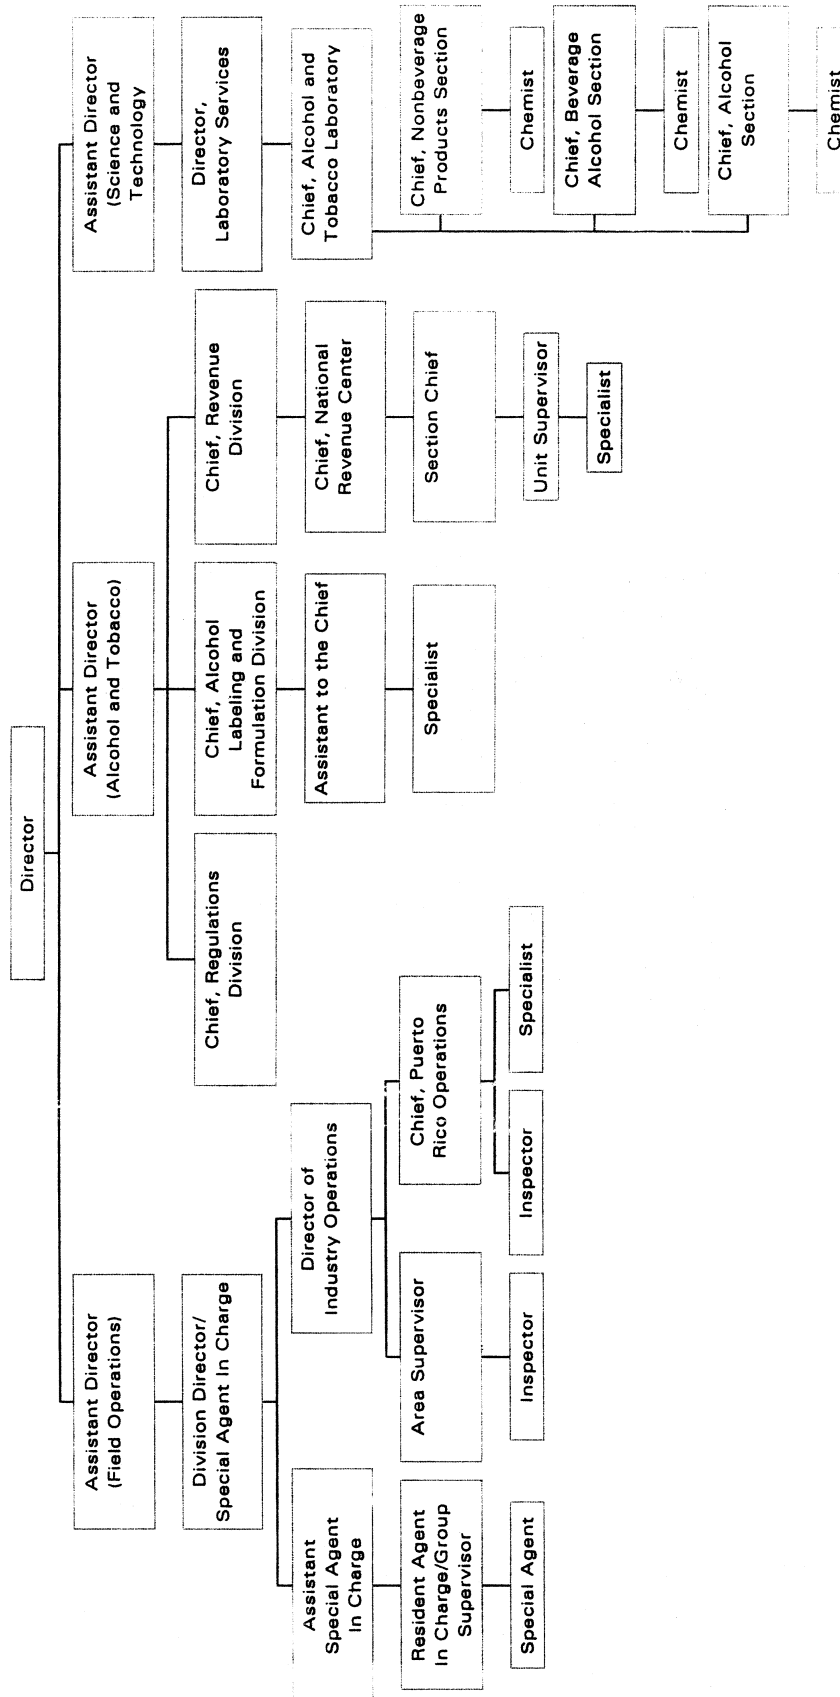 Director
Assistant Director
(Field Operations)
Division Director/
Special Agent In Charge
Assistant
Special Agent
In Charge
Resident Agent
In Charge/Group
Supervisor
Special Agent
Director of
Industry Operations
Area Supervisor
Inspector
Chief, Puerto
Rico Operations
Inspector
Specialist
Assistant Director
(Alcohol and Tobacco)
Chief, Regulations
Division
Chief, Alcohol
Labeling and
Formulation Division
Assistant to the Chief
Specialist
Chief, Revenue
Division
Chief, National
Revenue Center
Section Chief
Unit Supervisor
Specialist
Assistant Director
(Science and
Technology
Director,
Laboratory Services
Chief, Alcohol and
Tobacco Laboratory
Chief, Nonbeverage
Products Section
Chemist
Chief, Beverage
Alcohol Section
Chemist
Chief, Alcohol
Section
Chemist